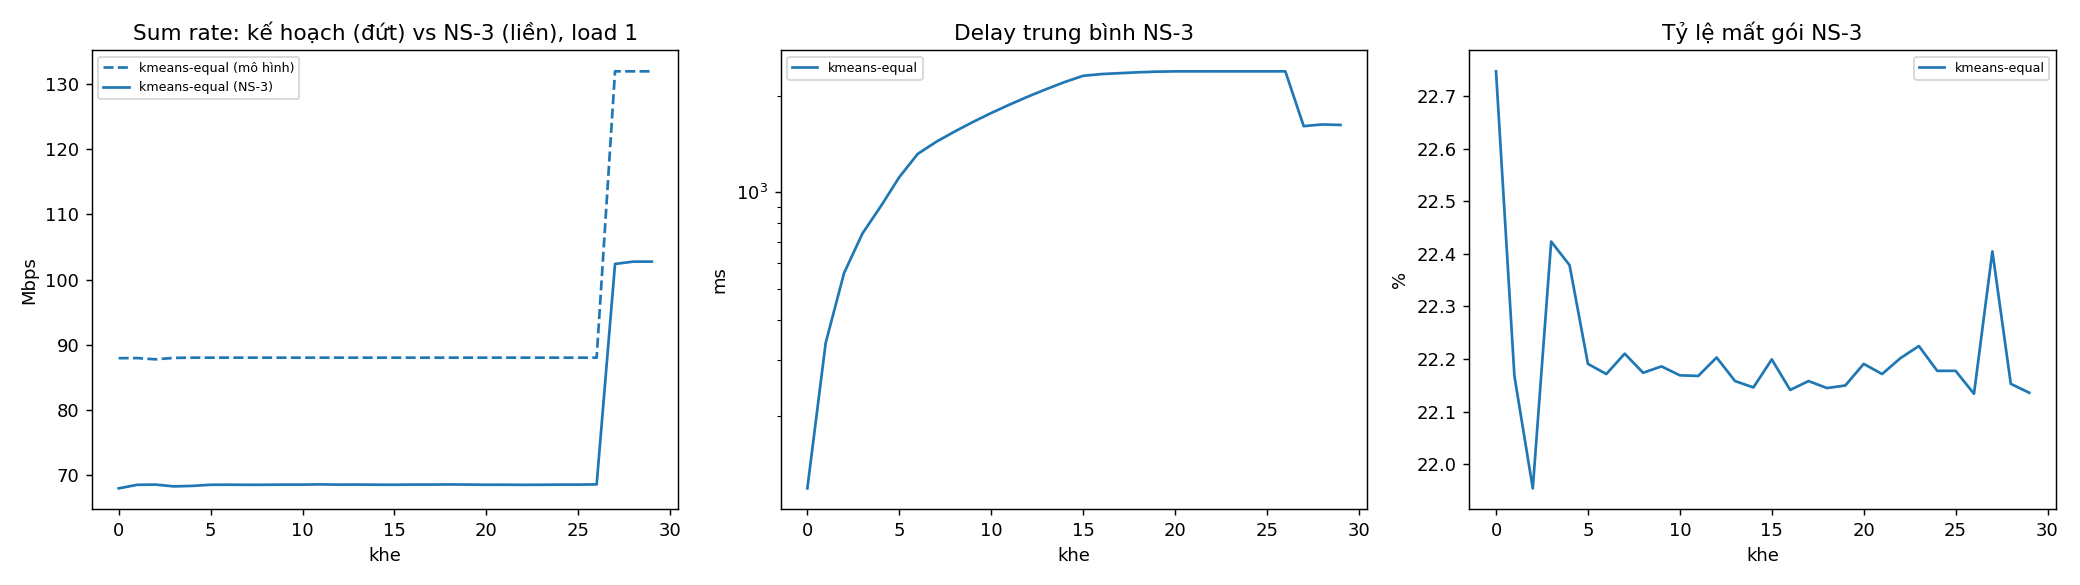 Sum rate: kế hoạch (đứt) vs NS-3 (liền), load 1
kmeans-equal (mô hình)
kmeans-equal (NS-3)
130
120
110
100
90
80
70
Mbps
0 5 10 15 20 25 30
khe
Delay trung bình NS-3
kmeans-equal
10³
ms
0 5 10 15 20 25 30
khe
Tỷ lệ mất gói NS-3
kmeans-equal
22.7
22.6
22.5
22.4
22.3
22.2
22.1
22.0
%
0 5 10 15 20 25 30
khe